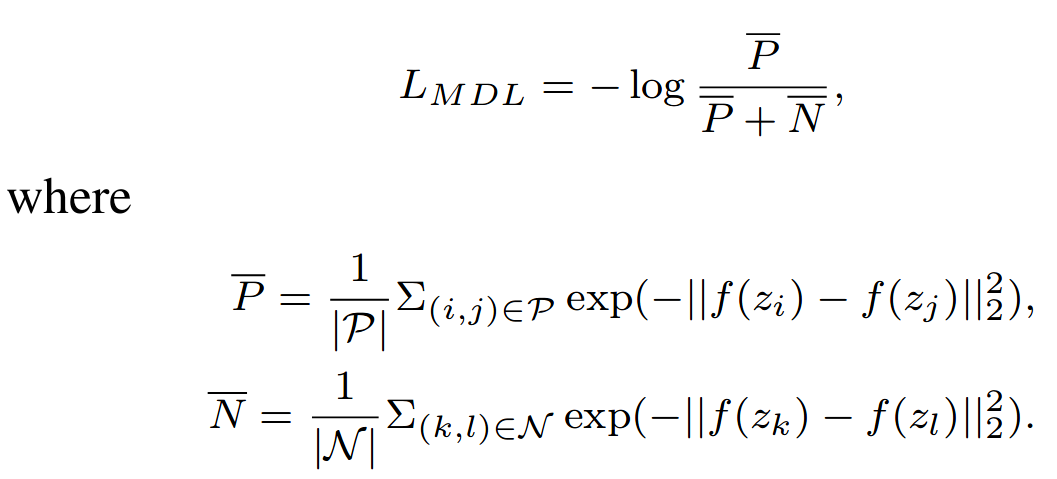 $L_{MDL} = -\log \frac{\overline{P}}{\overline{P} + \overline{N}},$
where
$\overline{P} = \frac{1}{|\mathcal{P}|} \Sigma_{(i,j) \in \mathcal{P}} \exp(-||f(z_i) - f(z_j)||_2^2),$
$\overline{N} = \frac{1}{|\mathcal{N}|} \Sigma_{(k,l) \in \mathcal{N}} \exp(-||f(z_k) - f(z_l)||_2^2).$